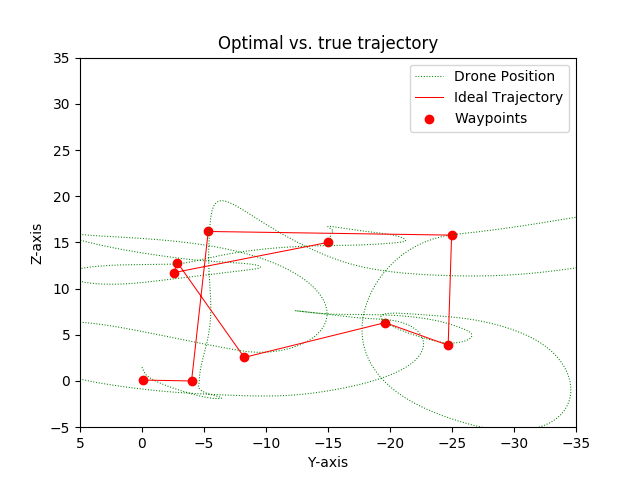 Optimal vs. true trajectory
Drone Position
Ideal Trajectory
Waypoints
Z-axis
35
30
25
20
15
10
5
0
−5
5 0 −5 −10 −15 −20 −25 −30 −35
Y-axis